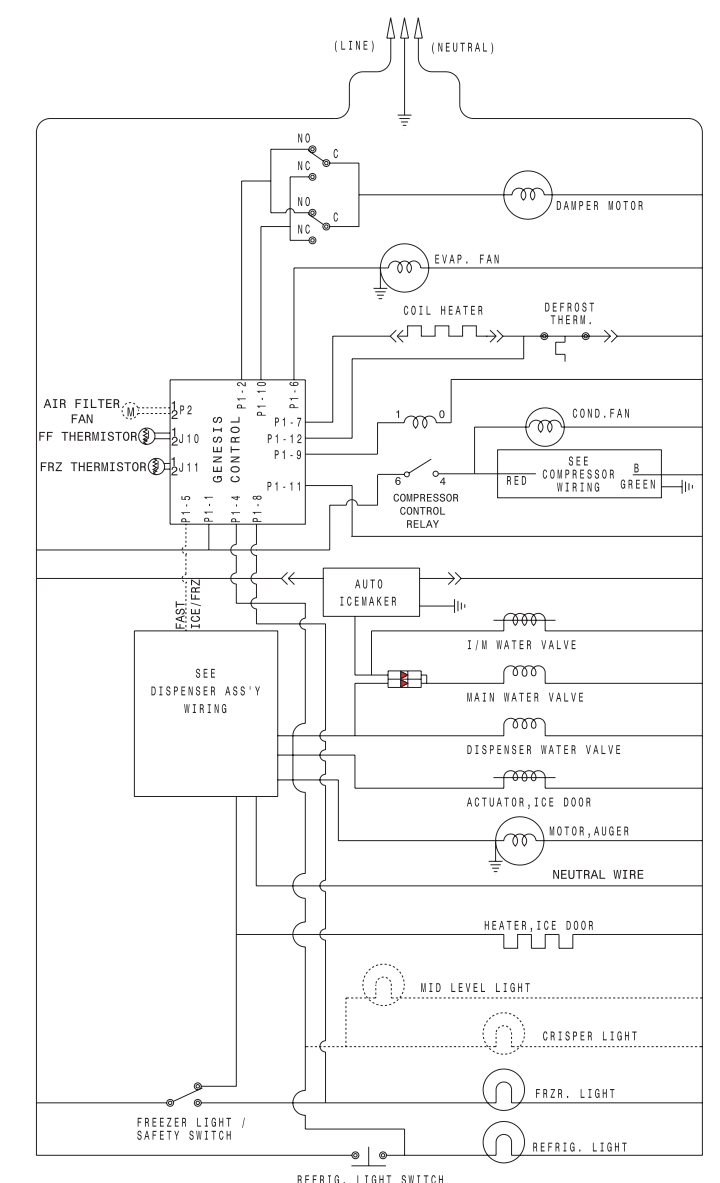 (LINE)
(NEUTRAL)
NO
C
NC
NO
C
NC
DAMPER MOTOR
EVAP. FAN
COIL HEATER
DEFROST
THERM.
AIR FILTER
FAN
M
1
2
P2
FF THERMISTOR
1
2
J10
FRZ THERMISTOR
1
2
J11
GENESIS
CONTROL
P1-2
P1-10
P1-6
P1-7
P1-12
P1-9
P1-11
P1-5
P1-1
P1-4
P1-8
1
0
COND.FAN
6
4
COMPRESSOR
CONTROL
RELAY
RED
SEE
COMPRESSOR
WIRING
B
GREEN
FAST
ICE/FRZ
AUTO
ICEMAKER
I/M WATER VALVE
SEE
DISPENSER ASS'Y
WIRING
MAIN WATER VALVE
DISPENSER WATER VALVE
ACTUATOR,ICE DOOR
MOTOR,AUGER
NEUTRAL WIRE
HEATER,ICE DOOR
MID LEVEL LIGHT
CRISPER LIGHT
FRZR. LIGHT
FREEZER LIGHT /
SAFETY SWITCH
REFRIG. LIGHT
REFRIG. LIGHT SWITCH